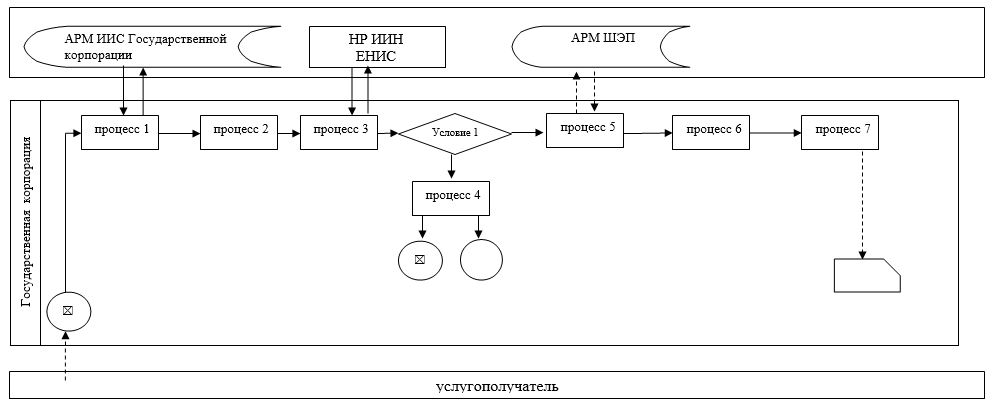 АРМ ИИС Государственной
корпорации
НР ИИН
ЕНИС
АРМ ШЭП
Государственная корпорация
процесс 1
процесс 2
процесс 3
Условие 1
процесс 5
процесс 6
процесс 7
процесс 4
услугополучатель